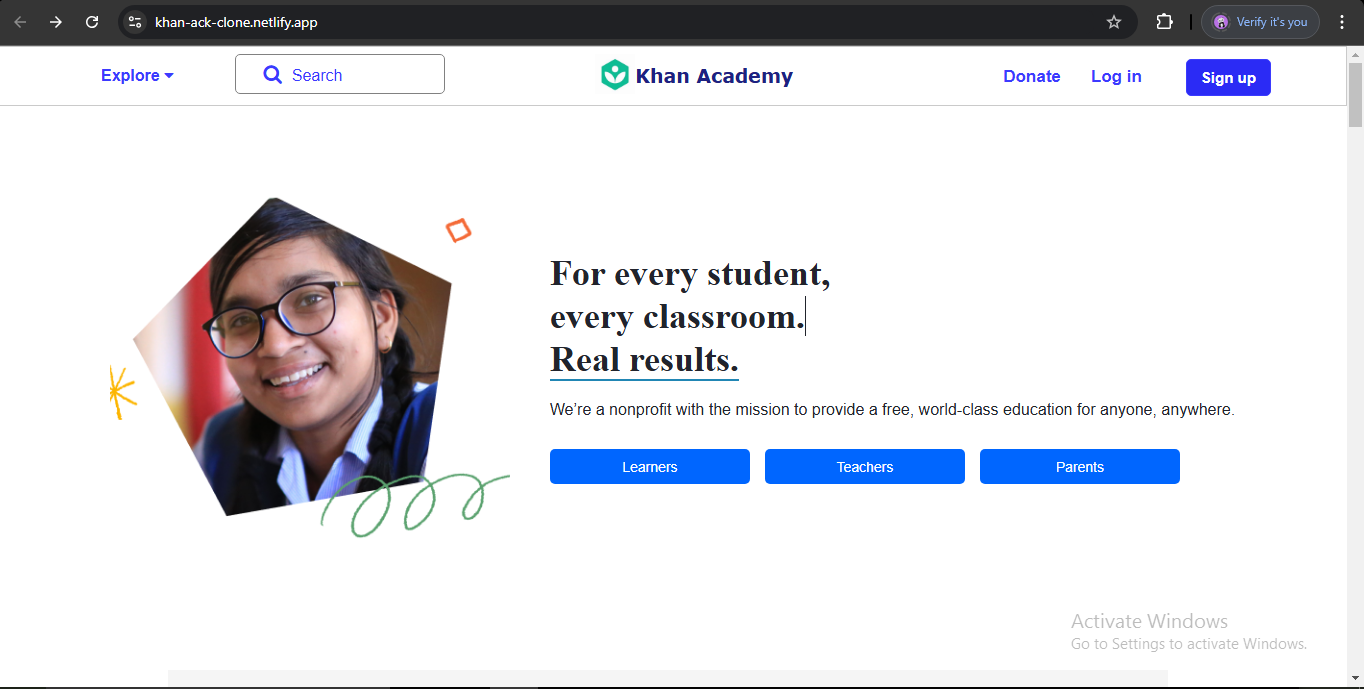 khan-ack-clone.netlify.app
Verify it's you
Explore
Search
Khan Academy
Donate
Log in
Sign up
For every student,
every classroom.
Real results.
We’re a nonprofit with the mission to provide a free, world-class education for anyone, anywhere.
Learners
Teachers
Parents
Activate Windows
Go to Settings to activate Windows.